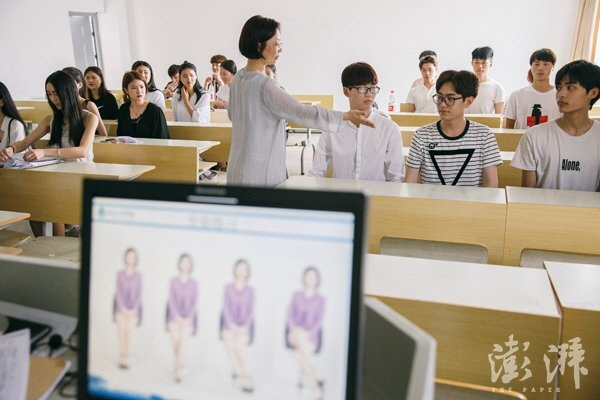 Alone.
澎湃
THE PAPER